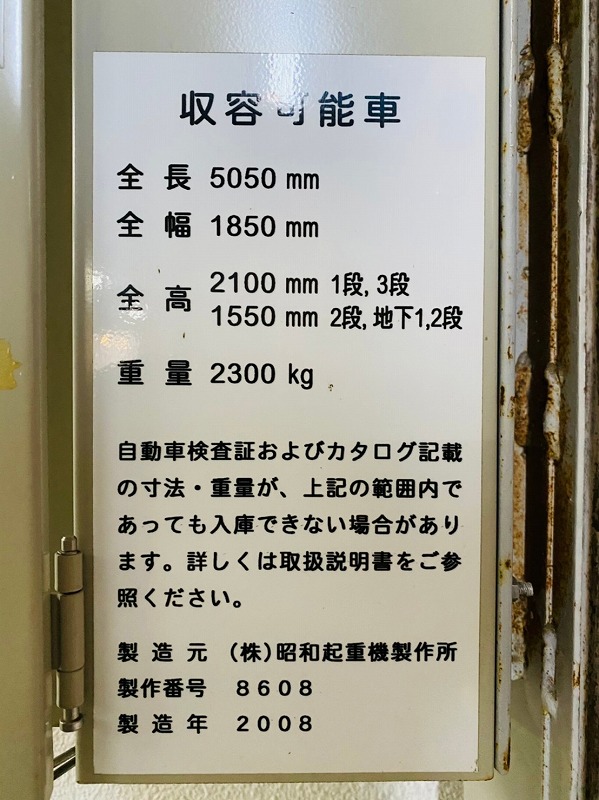 収容可能車
全長 5050 mm
全幅 1850 mm
全高 2100 mm 1段, 3段
1550 mm 2段, 地下1,2段
重量 2300 kg
自動車検査証およびカタログ記載
の寸法・重量が、上記の範囲内で
あっても入庫できない場合があり
ます。詳しくは取扱説明書をご参
照ください。
製造元 (株)昭和起重機製作所
製作番号 8608
製造年 2008